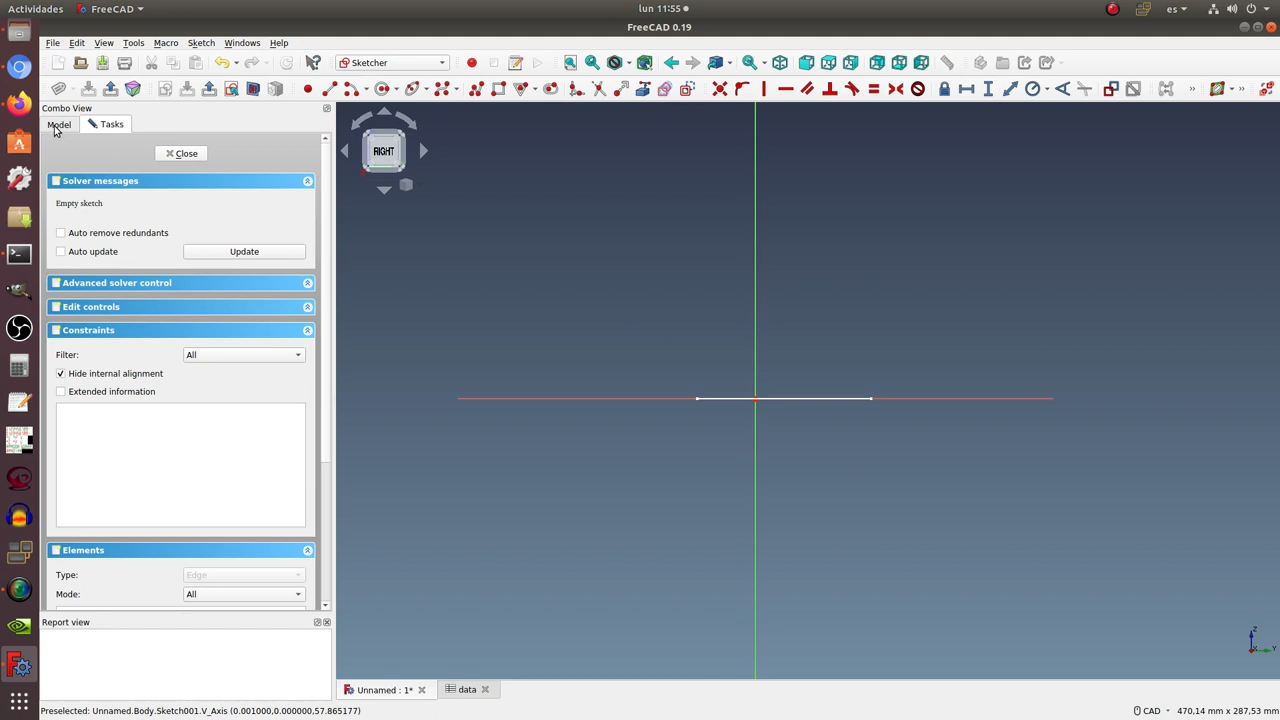 Actividades
FreeCAD
lun 11:55
es
FreeCAD 0.19
File Edit View Tools Macro Sketch Windows Help
Sketcher
Combo View
Model
Tasks
Close
Solver messages
Empty sketch
Auto remove redundants
Auto update
Update
Advanced solver control
Edit controls
Constraints
Filter:
All
Hide internal alignment
Extended information
Elements
Type:
Edge
Mode:
All
Report view
RIGHT
Z
Y
Unnamed : 1*
data
Preselected: Unnamed.Body.Sketch001.V_Axis (0.001000,0.000000,57.865177)
CAD
470,14 mm x 287,53 mm